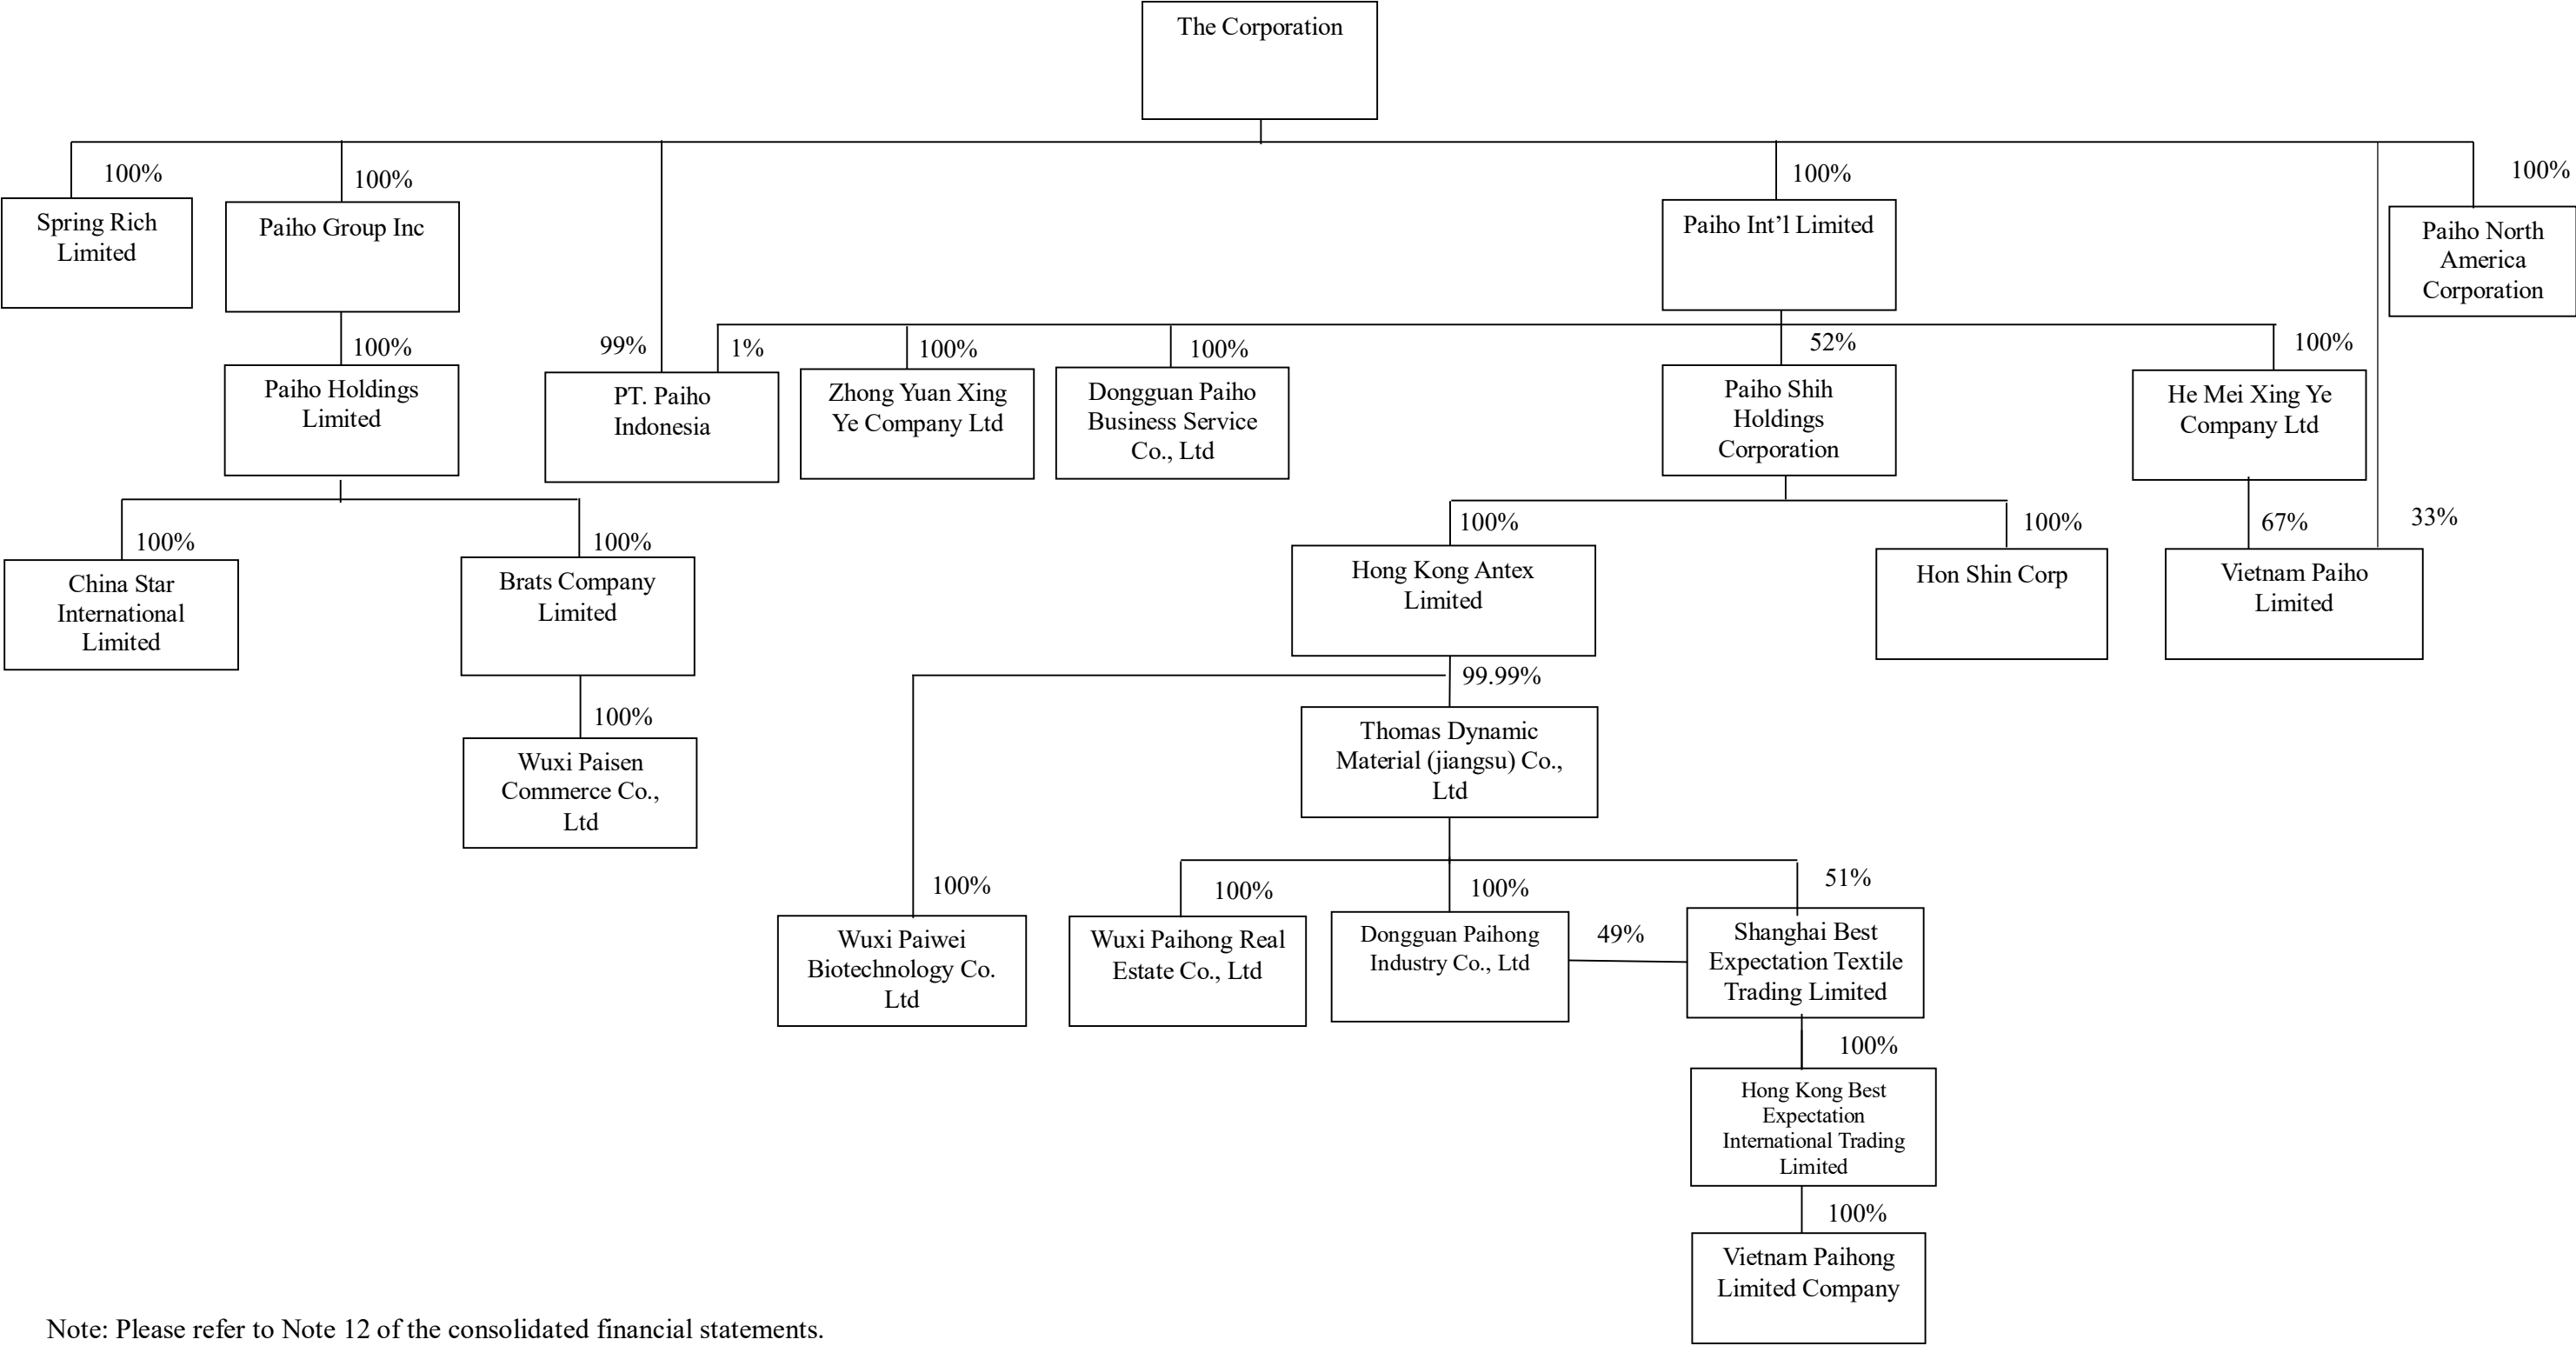 The Corporation
100%
100%
100%
100%
Spring Rich
Limited
Paiho Group Inc
Paiho Int’l Limited
Paiho North
America
Corporation
100%
99%
1%
100%
100%
52%
100%
Paiho Holdings
Limited
PT. Paiho
Indonesia
Zhong Yuan Xing
Ye Company Ltd
Dongguan Paiho
Business Service
Co., Ltd
Paiho Shih
Holdings
Corporation
He Mei Xing Ye
Company Ltd
100%
100%
100%
100%
67%
33%
China Star
International
Limited
Brats Company
Limited
Hong Kong Antex
Limited
Hon Shin Corp
Vietnam Paiho
Limited
99.99%
100%
Wuxi Paisen
Commerce Co.,
Ltd
Thomas Dynamic
Material (jiangsu) Co.,
Ltd
100%
100%
100%
51%
Wuxi Paiwei
Biotechnology Co.
Ltd
Wuxi Paihong Real
Estate Co., Ltd
Dongguan Paihong
Industry Co., Ltd
49%
Shanghai Best
Expectation Textile
Trading Limited
100%
Hong Kong Best
Expectation
International Trading
Limited
100%
Vietnam Paihong
Limited Company
Note: Please refer to Note 12 of the consolidated financial statements.